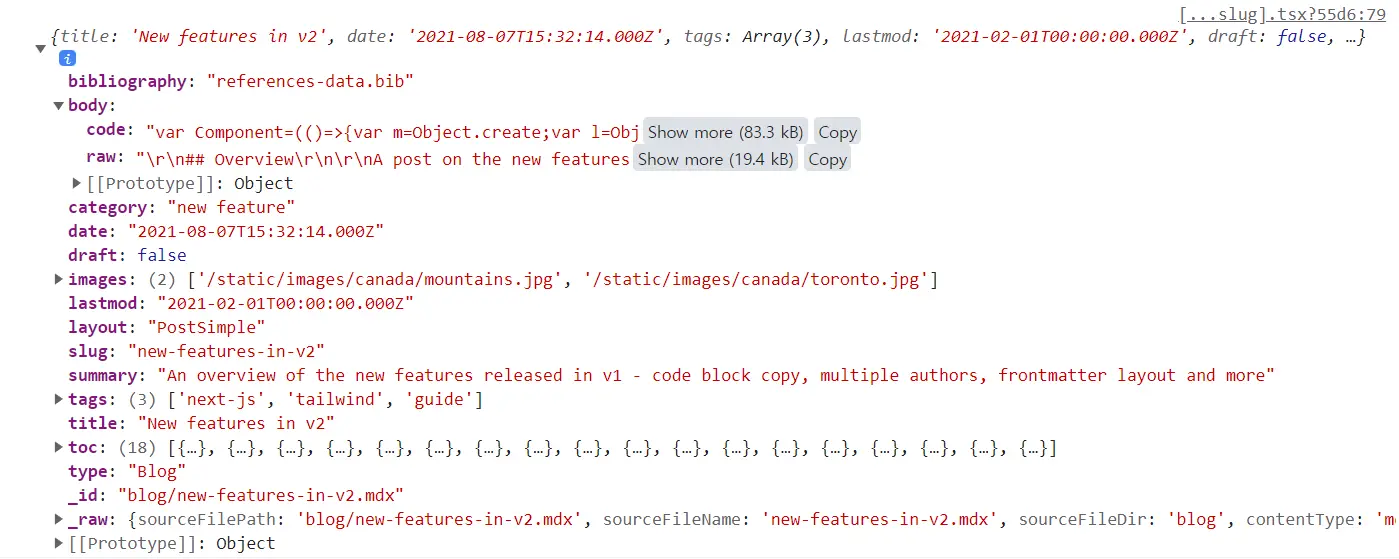 [...slug].tsx?55d6:79
{title: 'New features in v2', date: '2021-08-07T15:32:14.000Z', tags: Array(3), lastmod: '2021-02-01T00:00:00.000Z', draft: false, …}
i
bibliography: "references-data.bib"
body:
code: "var Component=(()=>{var m=Object.create;var l=Obj Show more (83.3 kB) Copy
raw: "\r\n## Overview\r\n\r\nA post on the new features Show more (19.4 kB) Copy
[[Prototype]]: Object
category: "new feature"
date: "2021-08-07T15:32:14.000Z"
draft: false
images: (2) ['/static/images/canada/mountains.jpg', '/static/images/canada/toronto.jpg']
lastmod: "2021-02-01T00:00:00.000Z"
layout: "PostSimple"
slug: "new-features-in-v2"
summary: "An overview of the new features released in v1 - code block copy, multiple authors, frontmatter layout and more"
tags: (3) ['next-js', 'tailwind', 'guide']
title: "New features in v2"
toc: (18) [{…}, {…}, {…}, {…}, {…}, {…}, {…}, {…}, {…}, {…}, {…}, {…}, {…}, {…}, {…}, {…}, {…}, {…}]
type: "Blog"
_id: "blog/new-features-in-v2.mdx"
_raw: {sourceFilePath: 'blog/new-features-in-v2.mdx', sourceFileName: 'new-features-in-v2.mdx', sourceFileDir: 'blog', contentType: 'm
[[Prototype]]: Object